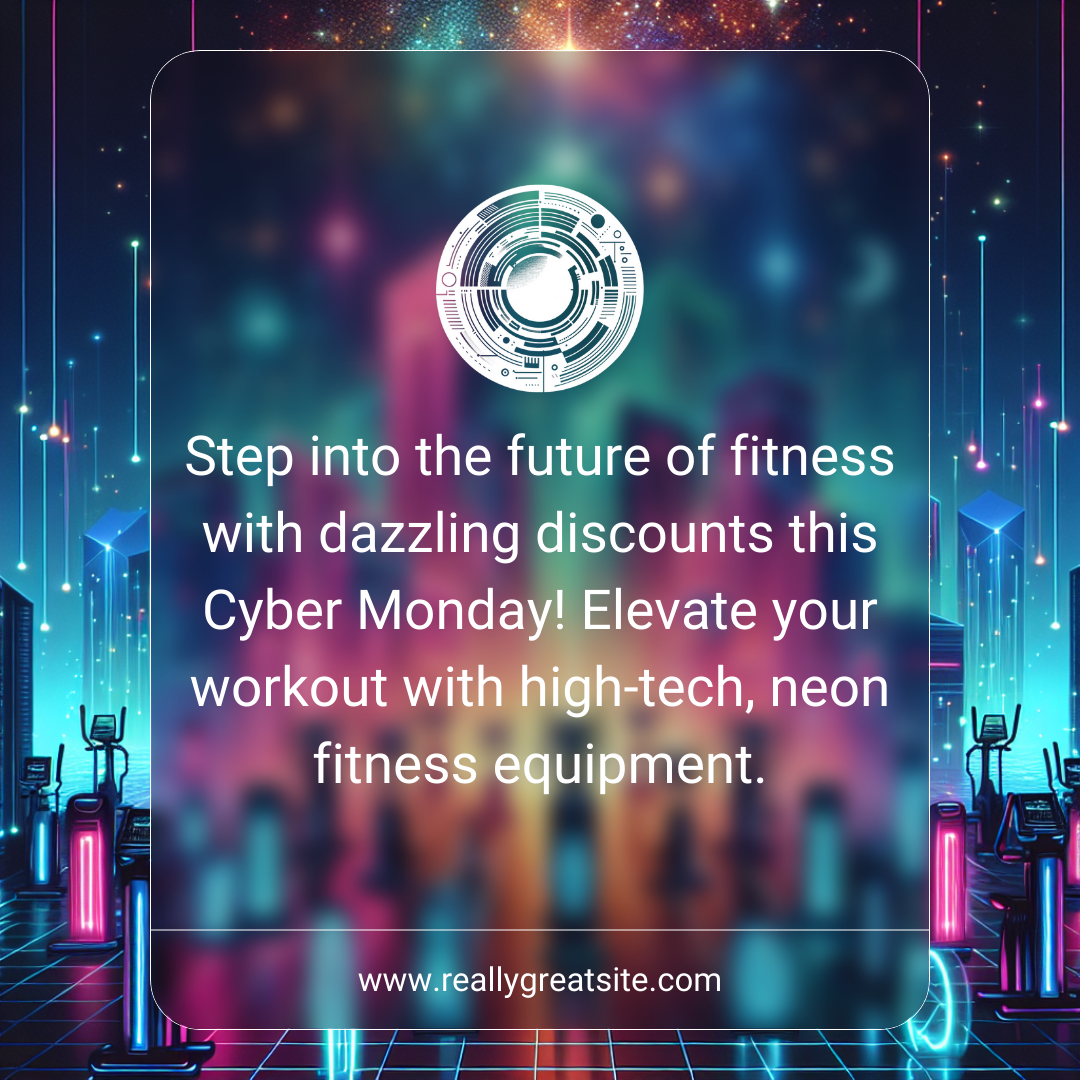 Step into the future of fitness
with dazzling discounts this
Cyber Monday! Elevate your
workout with high-tech, neon
fitness equipment.
www.reallygreatsite.com